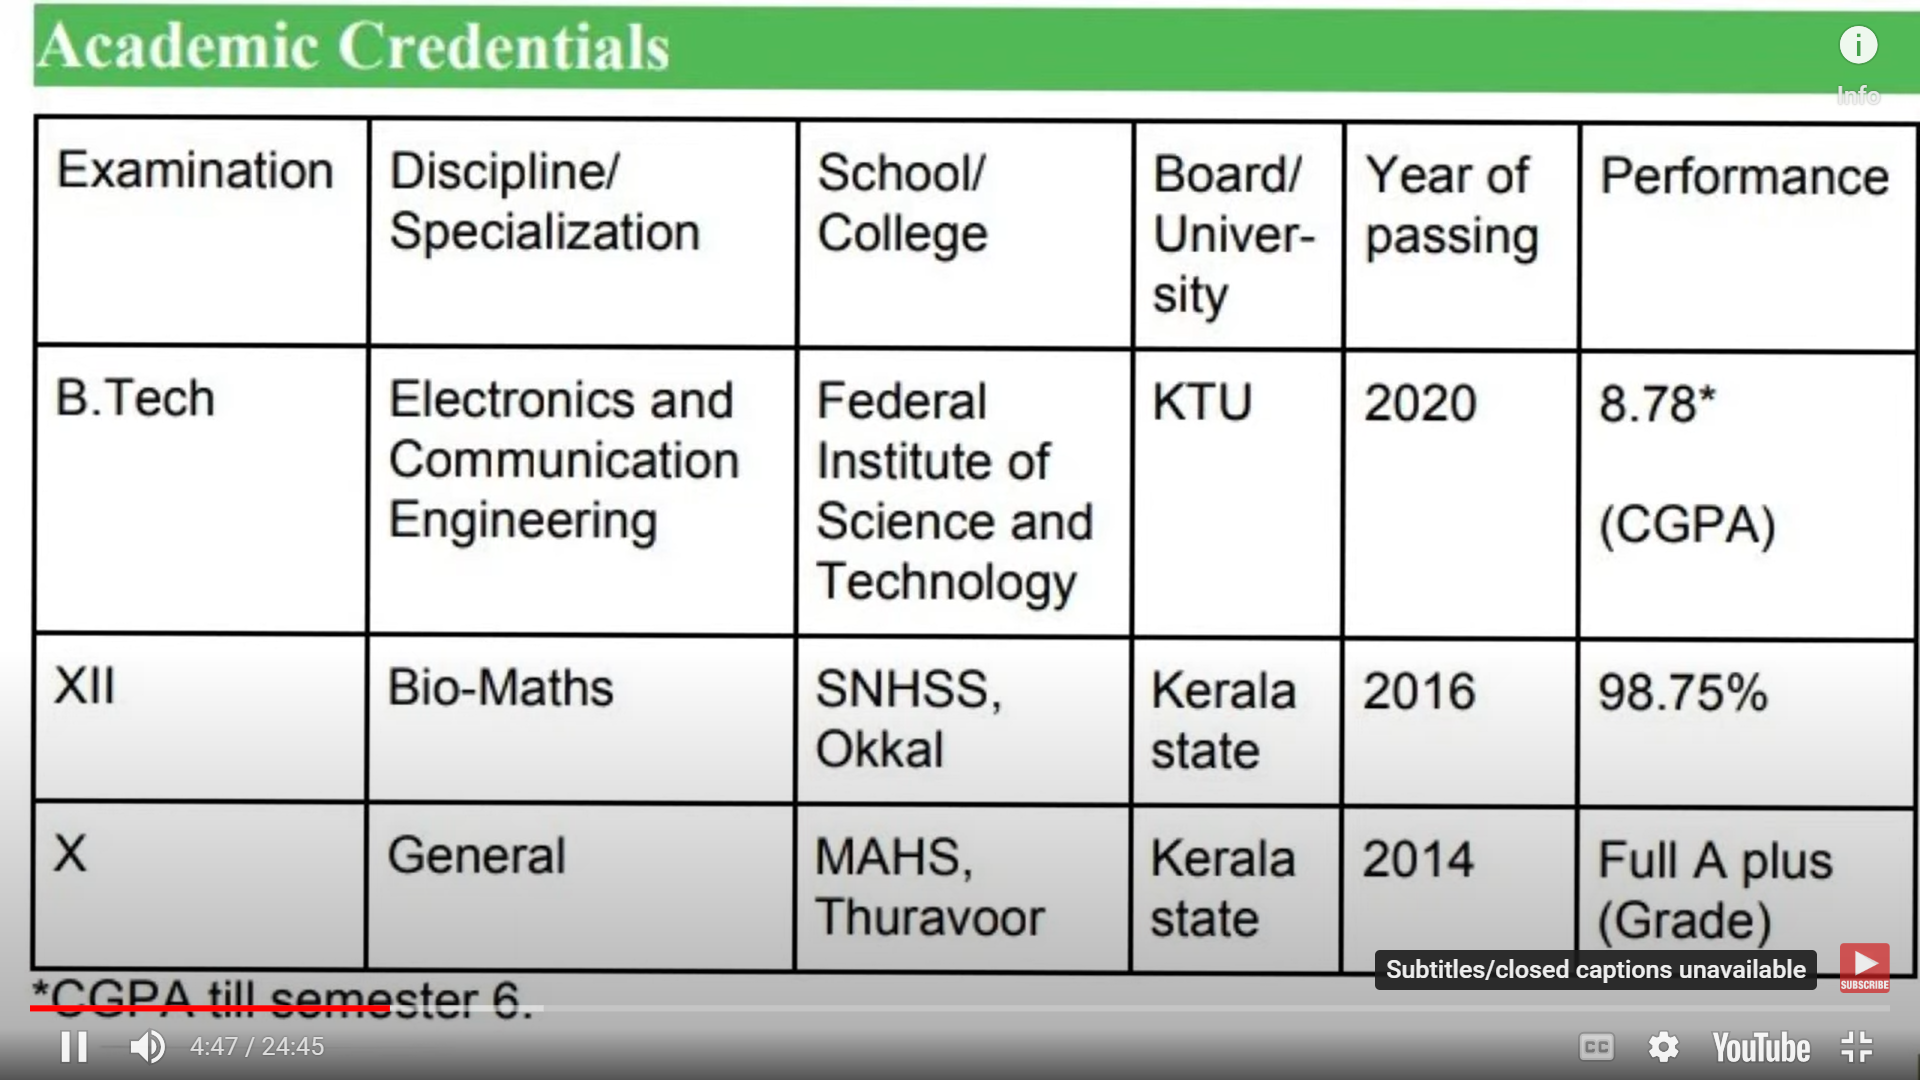 Academic Credentials
Info
Examination
Discipline/
Specialization
School/
College
Board/
Univer-
sity
Year of
passing
Performance
B.Tech
Electronics and
Communication
Engineering
Federal
Institute of
Science and
Technology
KTU
2020
8.78*
(CGPA)
XII
Bio-Maths
SNHSS,
Okkal
Kerala
state
2016
98.75%
X
General
MAHS,
Thuravoor
Kerala
state
2014
Full A plus
(Grade)
*CGPA till semester 6.
Subtitles/closed captions unavailable
SUBSCRIBE
4:47 / 24:45
CC
YouTube